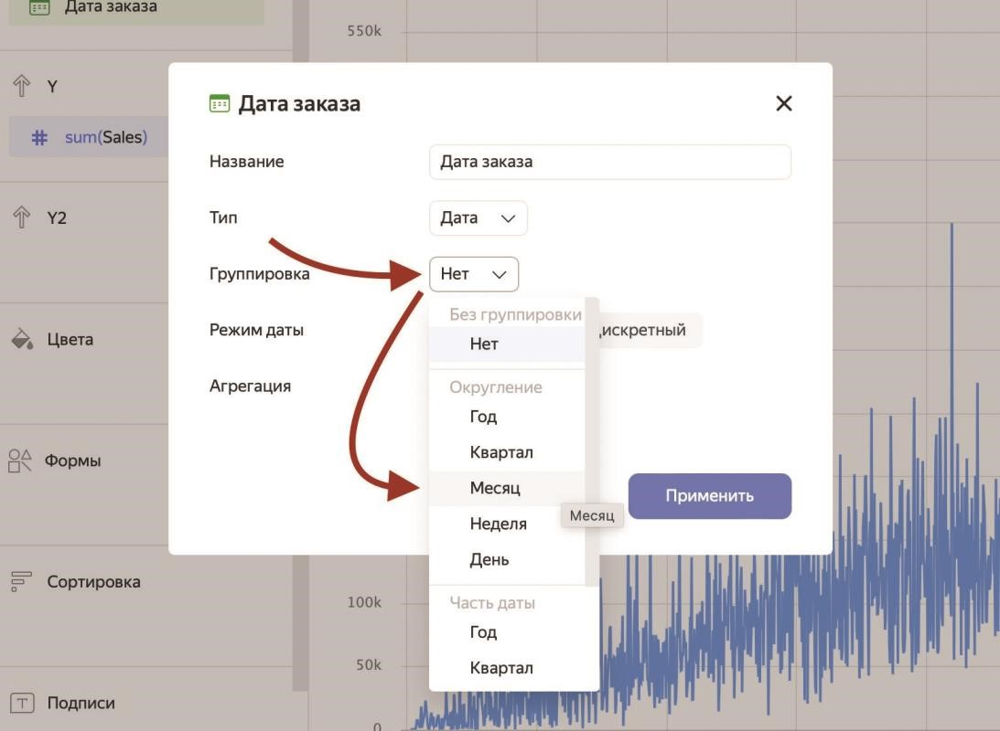 Дата заказа
550k
Y
# sum(Sales)
Y2
Цвета
Формы
Сортировка
T Подписи
100k
50k
0
Дата заказа
Название
Дата заказа
Тип
Дата
Группировка
Нет
Режим даты
Дискретный
Агрегация
Без группировки
Нет
Округление
Год
Квартал
Месяц
Неделя
День
Часть даты
Год
Квартал
Месяц
Применить